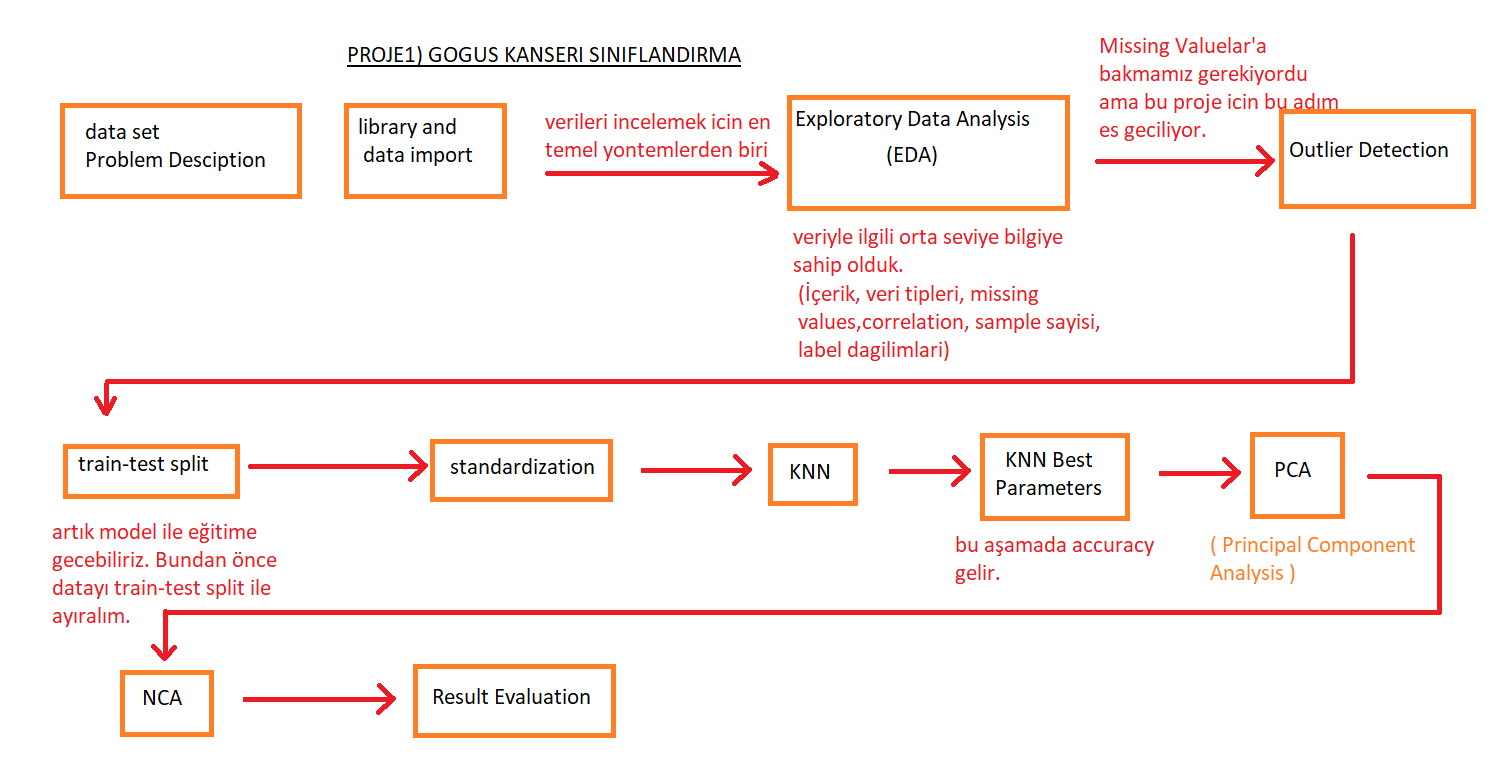 PROJE1) GOGUS KANSERI SINIFLANDIRMA
data set
Problem Desciption
library and
data import
verileri incelemek icin en
temel yontemlerden biri
Exploratory Data Analysis
(EDA)
Missing Valuelar'a
bakmamız gerekiyordu
ama bu proje icin bu adım
es geciliyor.
Outlier Detection
veriyle ilgili orta seviye bilgiye
sahip olduk.
(İçerik, veri tipleri, missing
values,correlation, sample sayisi,
label dagilimlari)
train-test split
artık model ile eğitime
gecebiliriz. Bundan önce
datayı train-test split ile
ayıralım.
standardization
KNN
KNN Best
Parameters
bu aşamada accuracy
gelir.
PCA
( Principal Component
Analysis )
NCA
Result Evaluation